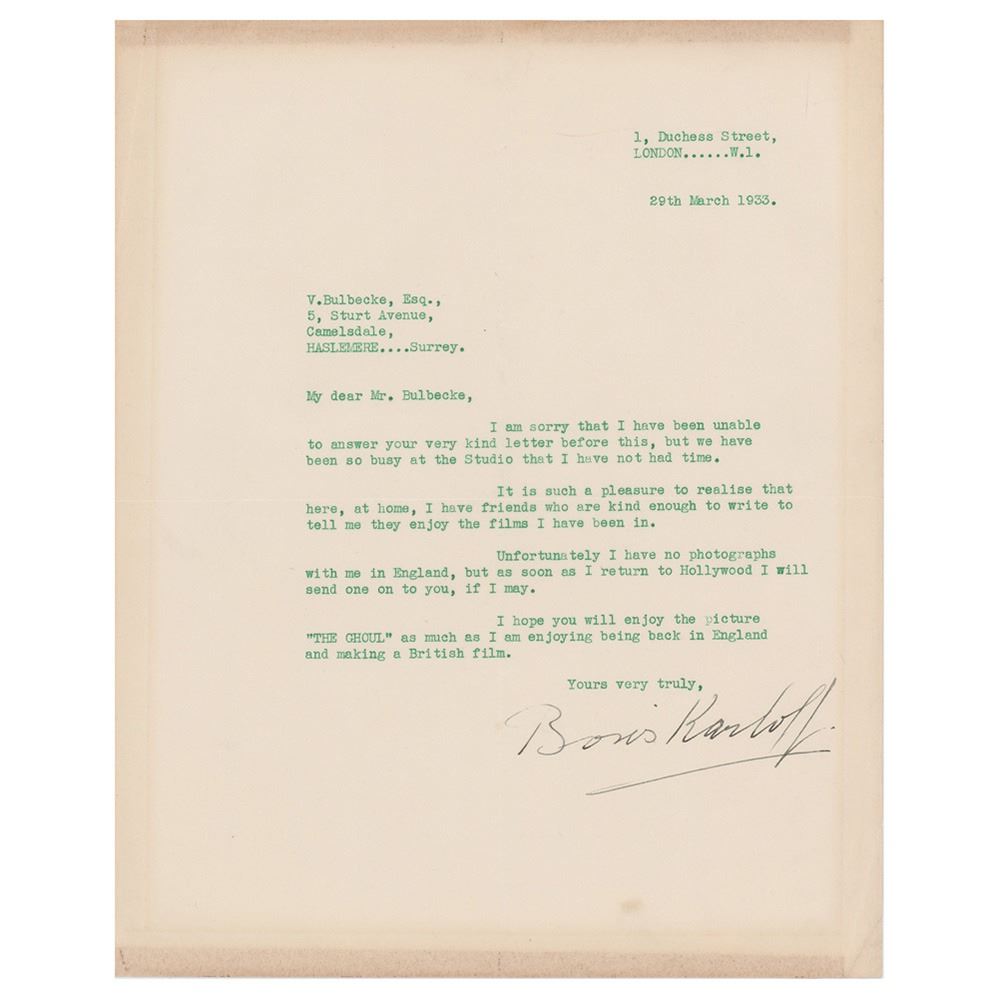 1, Duchess Street,
LONDON......W.1.
29th March 1933.
V.Bulbecke, Esq.,
5, Sturt Avenue,
Camelsdale,
HASLEMERE....Surrey.
My dear Mr. Bulbecke,
I am sorry that I have been unable
to answer your very kind letter before this, but we have
been so busy at the Studio that I have not had time.
It is such a pleasure to realise that
here, at home, I have friends who are kind enough to write to
tell me they enjoy the films I have been in.
Unfortunately I have no photographs
with me in England, but as soon as I return to Hollywood I will
send one on to you, if I may.
I hope you will enjoy the picture
"THE GHOUL" as much as I am enjoying being back in England
and making a British film.
Yours very truly,
Boris Karloff.